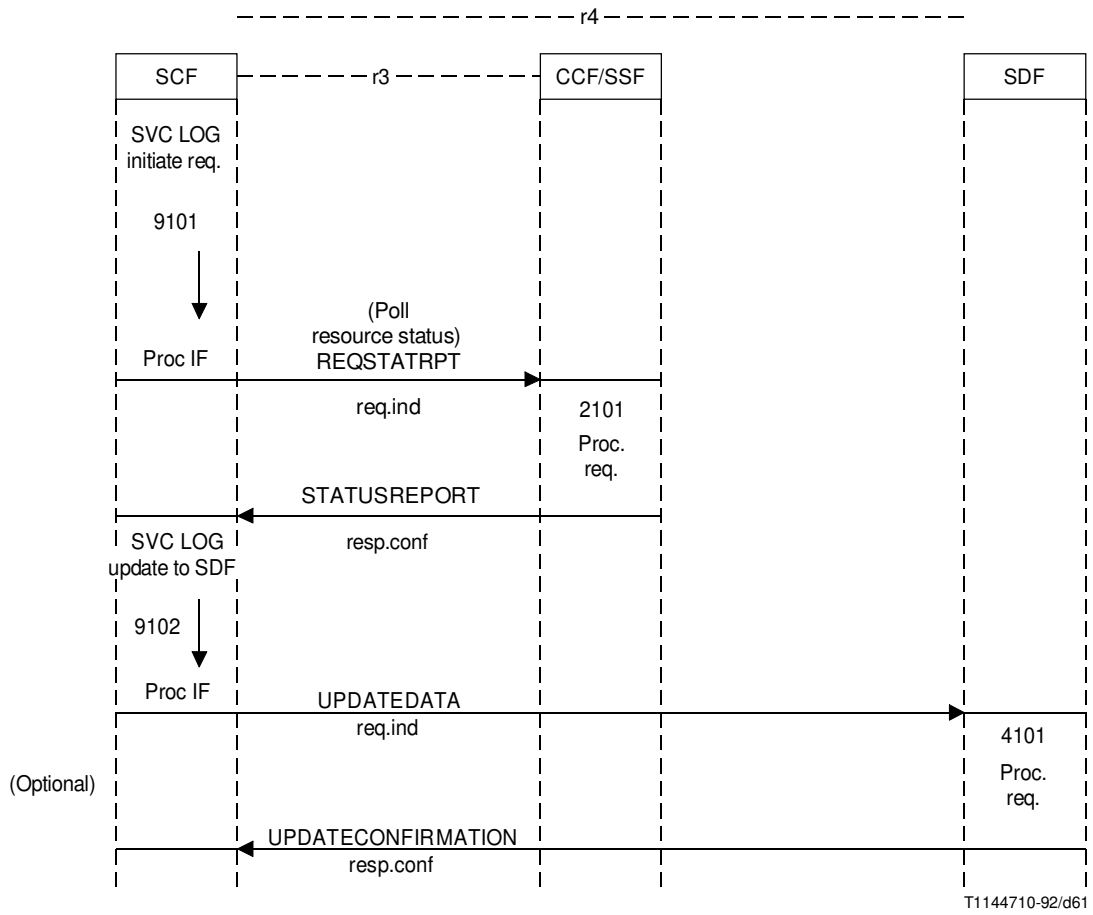 r4
SCF
r3
CCF/SSF
SDF
SVC LOG
initiate req.
9101
(Poll
resource status)
Proc IF
REQSTATRPT
req.ind
2101
Proc.
req.
STATUSREPORT
resp.conf
SVC LOG
update to SDF
9102
Proc IF
UPDATEDATA
req.ind
4101
(Optional)
Proc.
req.
UPDATECONFIRMATION
resp.conf
T1144710-92/d61